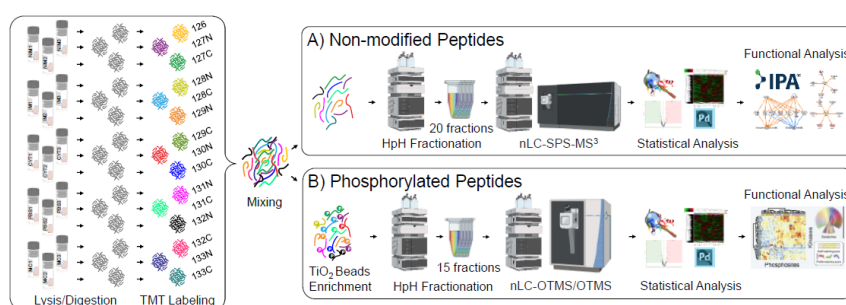 126
127N
127C
128N
128C
129N
129C
130N
130C
131N
131C
132N
132C
133N
133C
Lysis/Digestion
TMT Labeling
Mixing
A) Non-modified Peptides
20 fractions
HpH Fractionation
nLC-SPS-MS³
Pd
Statistical Analysis
Functional Analysis
IPA
B) Phosphorylated Peptides
TiO₂ Beads
Enrichment
15 fractions
HpH Fractionation
nLC-OTMS/OTMS
Pd
Statistical Analysis
Functional Analysis
Kinases
Phosphosites